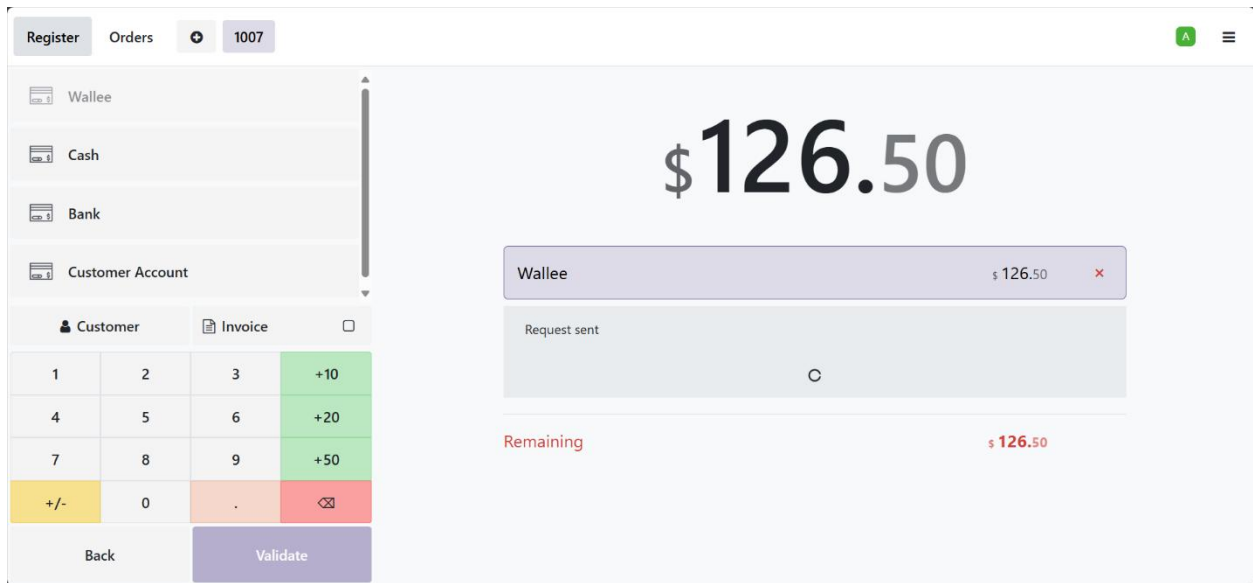 Register Orders 1007 A
Wallee
Cash
Bank
Customer Account
Customer Invoice
1 2 3 +10
4 5 6 +20
7 8 9 +50
+/- 0 .
Back Validate
$126.50
Wallee $ 126.50 ×
Request sent
Remaining $ 126.50